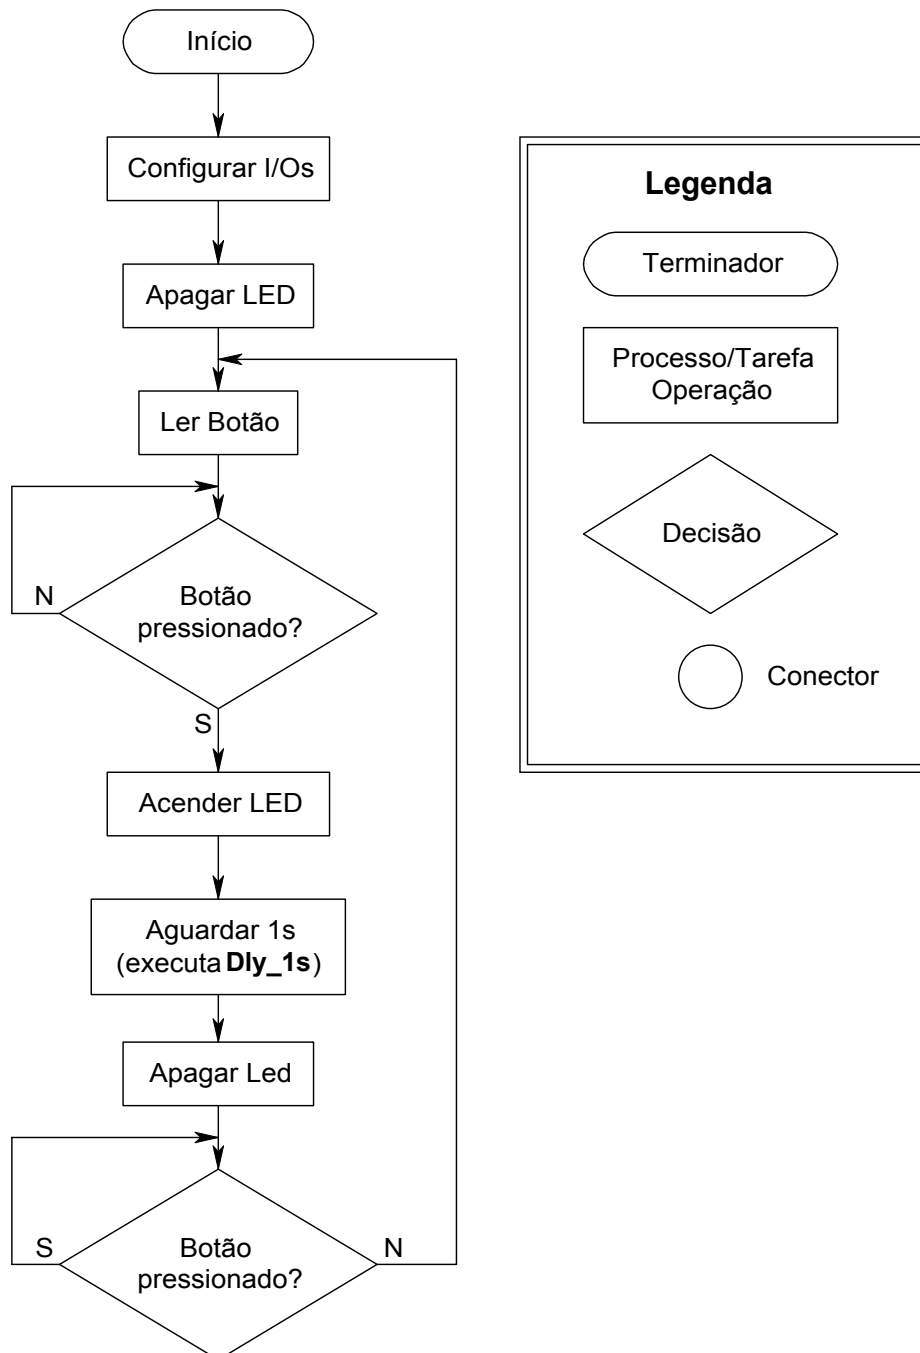 Início
Configurar I/Os
Apagar LED
Ler Botão
N
Botão
pressionado?
S
Acender LED
Aguardar 1s
(executa Dly_1s)
Apagar Led
S
Botão
pressionado?
N
Legenda
Terminador
Processo/Tarefa
Operação
Decisão
Conector